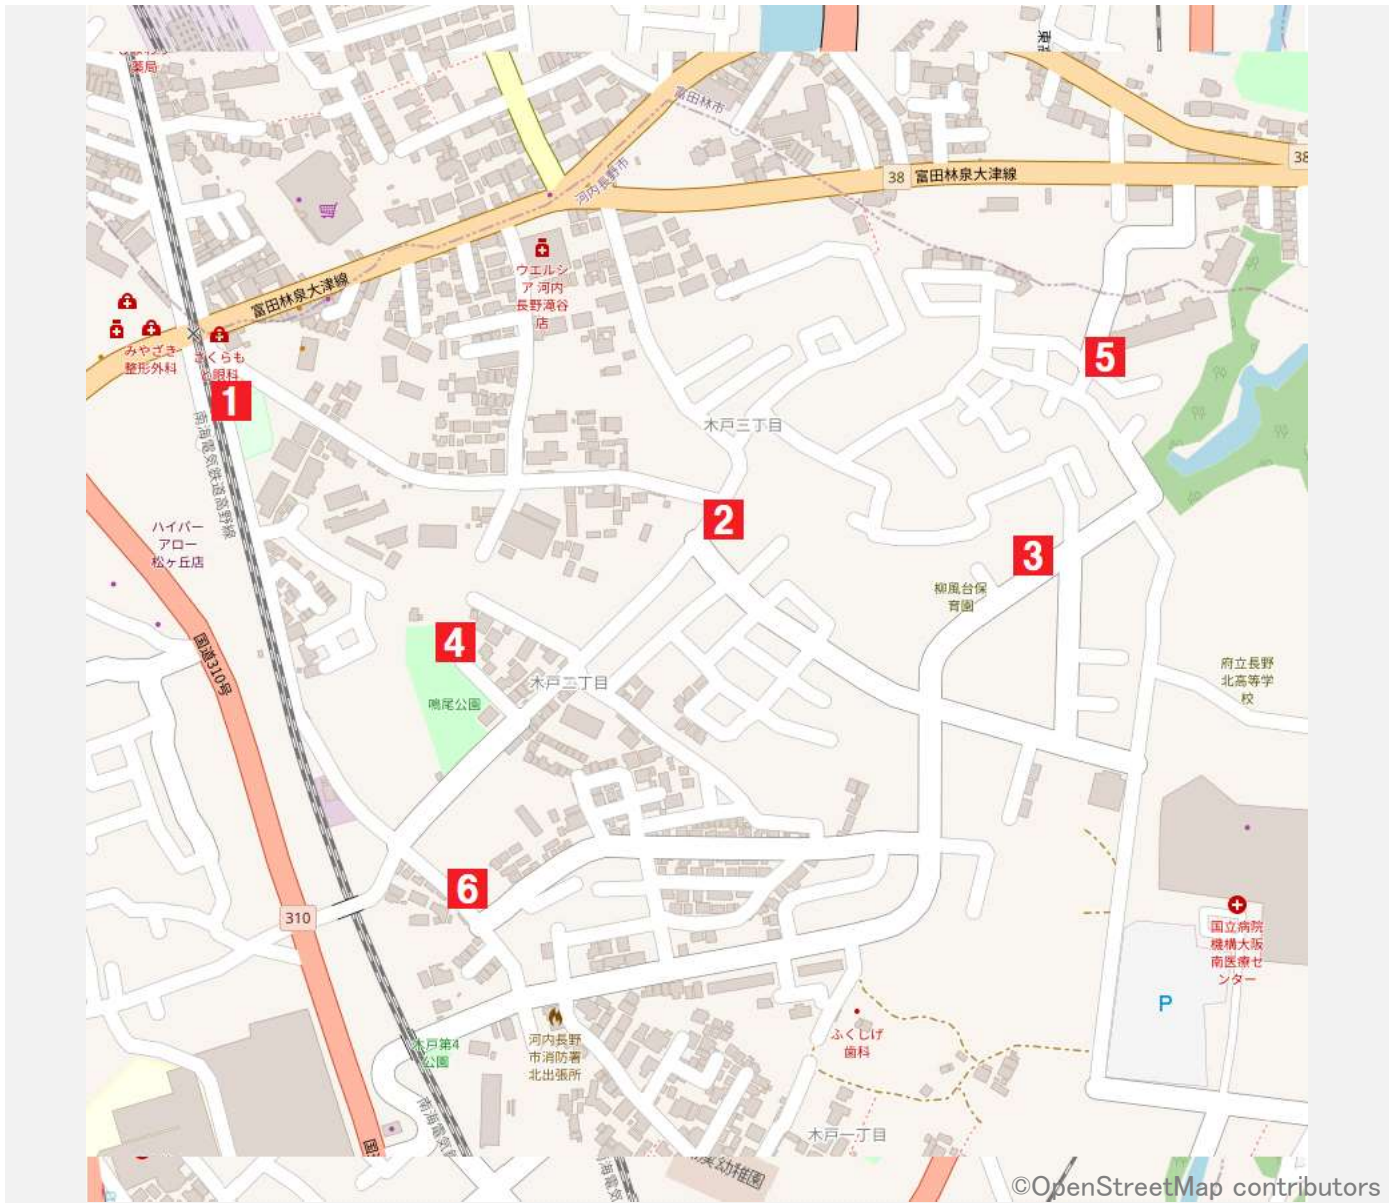 薬局
富田林市
河内長野市
38
38
富田林泉大津線
富田林泉大津線
ウエルシ
ア 河内
長野滝谷
店
みやざき
整形外科
さくらも
と眼科
1
5
南海電気鉄道高野線
木戸三丁目
2
ハイパー
アロー
松ヶ丘店
3
柳風台保
育園
4
国道310号
木戸二丁目
鳴尾公園
府立長野
北高等学
校
6
310
国立病院
機構大阪
南医療セ
ンター
P
木戸第4
公園
河内長野
市消防署
北出張所
ふくしげ
歯科
南海電気
木戸一丁目
幼稚園
©OpenStreetMap contributors